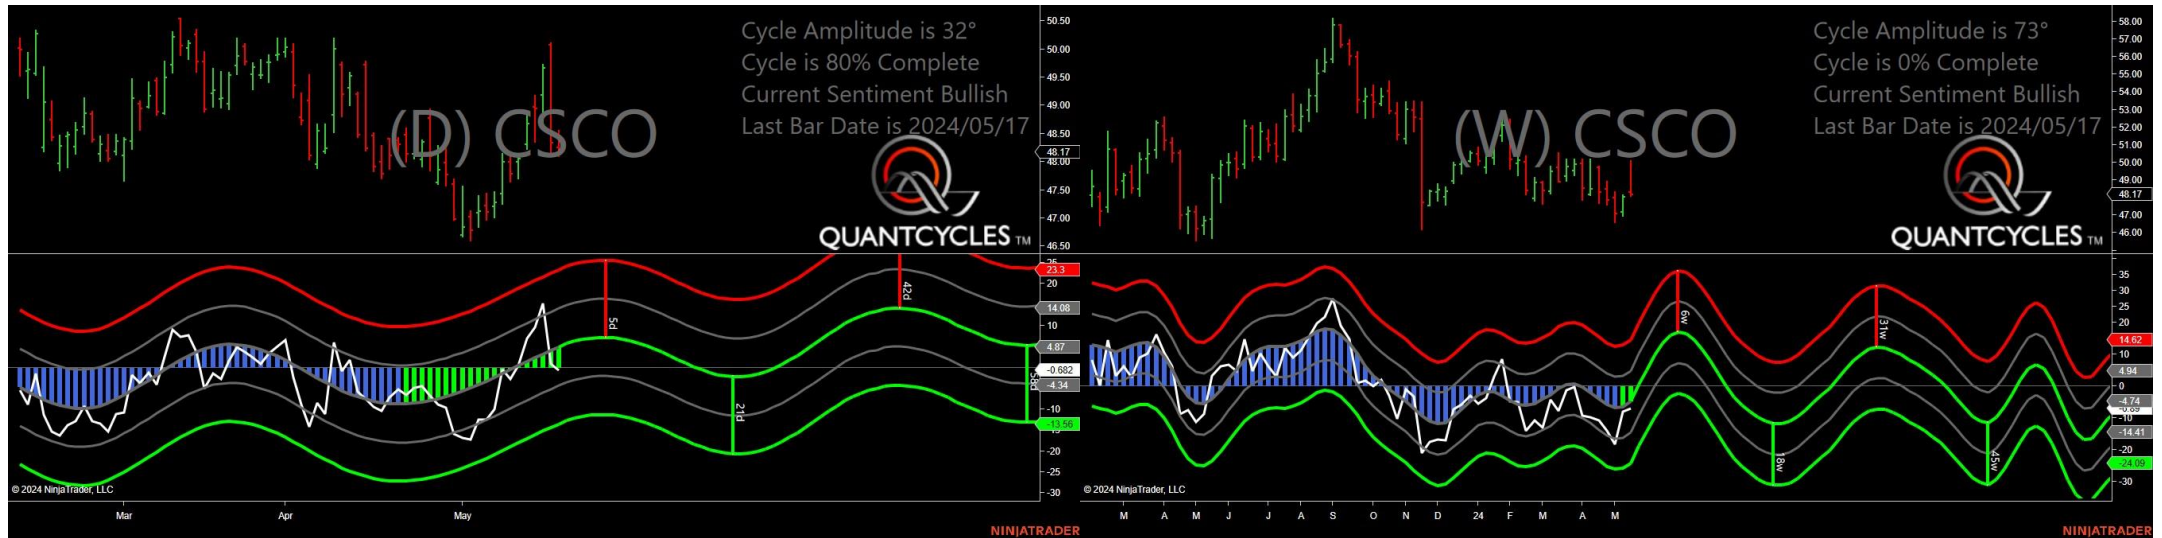 Cycle Amplitude is 32°
Cycle is 80% Complete
Current Sentiment Bullish
Last Bar Date is 2024/05/17
(D) CSCO
QUANTCYCLES TM
50.50
50.00
49.50
49.00
48.50
48.17
48.00
47.50
47.00
46.50
25
23.3
20
14.08
10
4.87
-0.682
-4.34
-10
-13.56
-20
-25
-30
5d
21d
42d
© 2024 NinjaTrader, LLC
Mar
Apr
May
NINJATRADER
Cycle Amplitude is 73°
Cycle is 0% Complete
Current Sentiment Bullish
Last Bar Date is 2024/05/17
(W) CSCO
QUANTCYCLES TM
58.00
57.00
56.00
55.00
54.00
53.00
52.00
51.00
50.00
49.00
48.17
47.00
46.00
35
30
25
20
14.62
10
4.94
0
-4.74
-10
-14.41
-20
-24.09
-30
6w
18w
31w
45w
© 2024 NinjaTrader, LLC
M A M J J A S O N D 24 F M A M
NINJATRADER